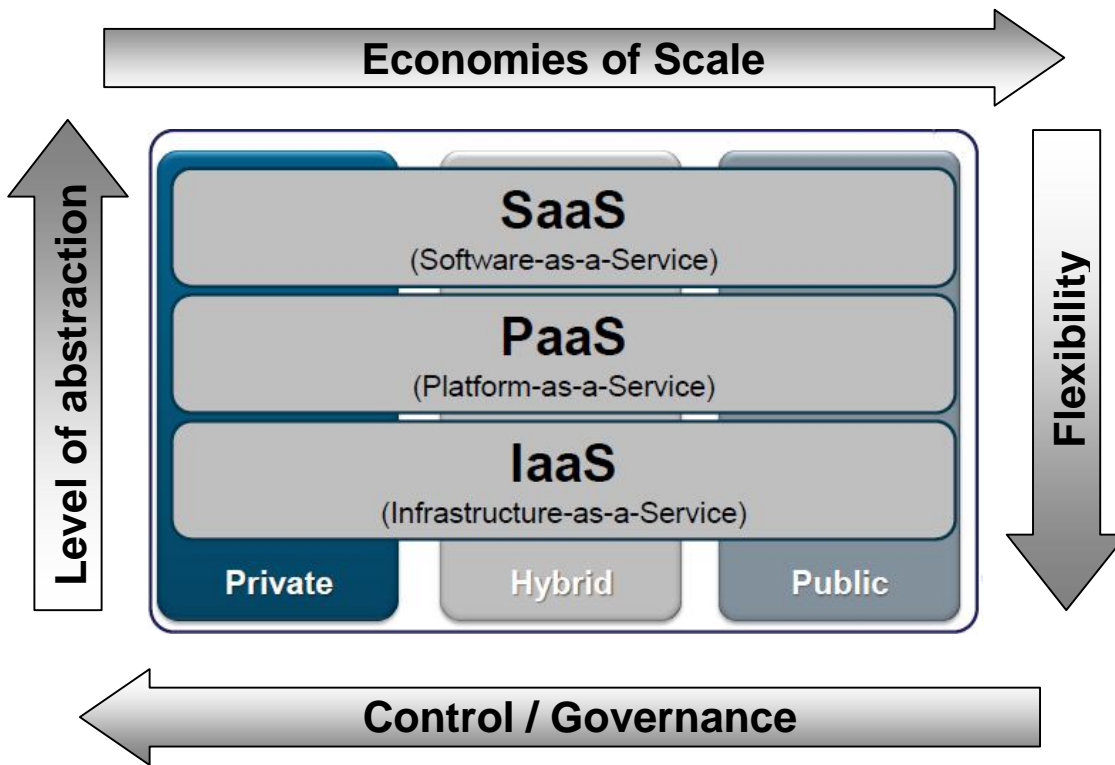 Economies of Scale
Level of abstraction
SaaS
(Software-as-a-Service)
PaaS
(Platform-as-a-Service)
IaaS
(Infrastructure-as-a-Service)
Private
Hybrid
Public
Flexibility
Control / Governance